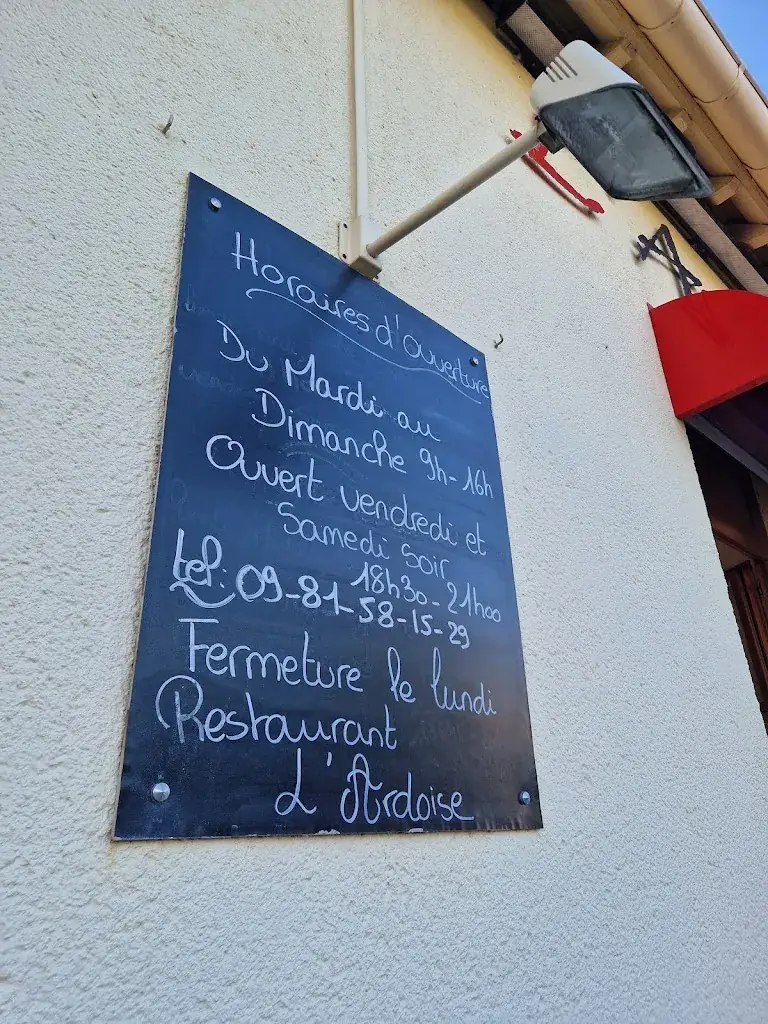 Horaires d'ouverture
Du Mardi au
Dimanche 9h-16h
Ouvert vendredi et
Samedi soir
18h30-21h00
tel: 09-81-58-15-29
Fermeture le lundi
Restaurant
L'Ardoise